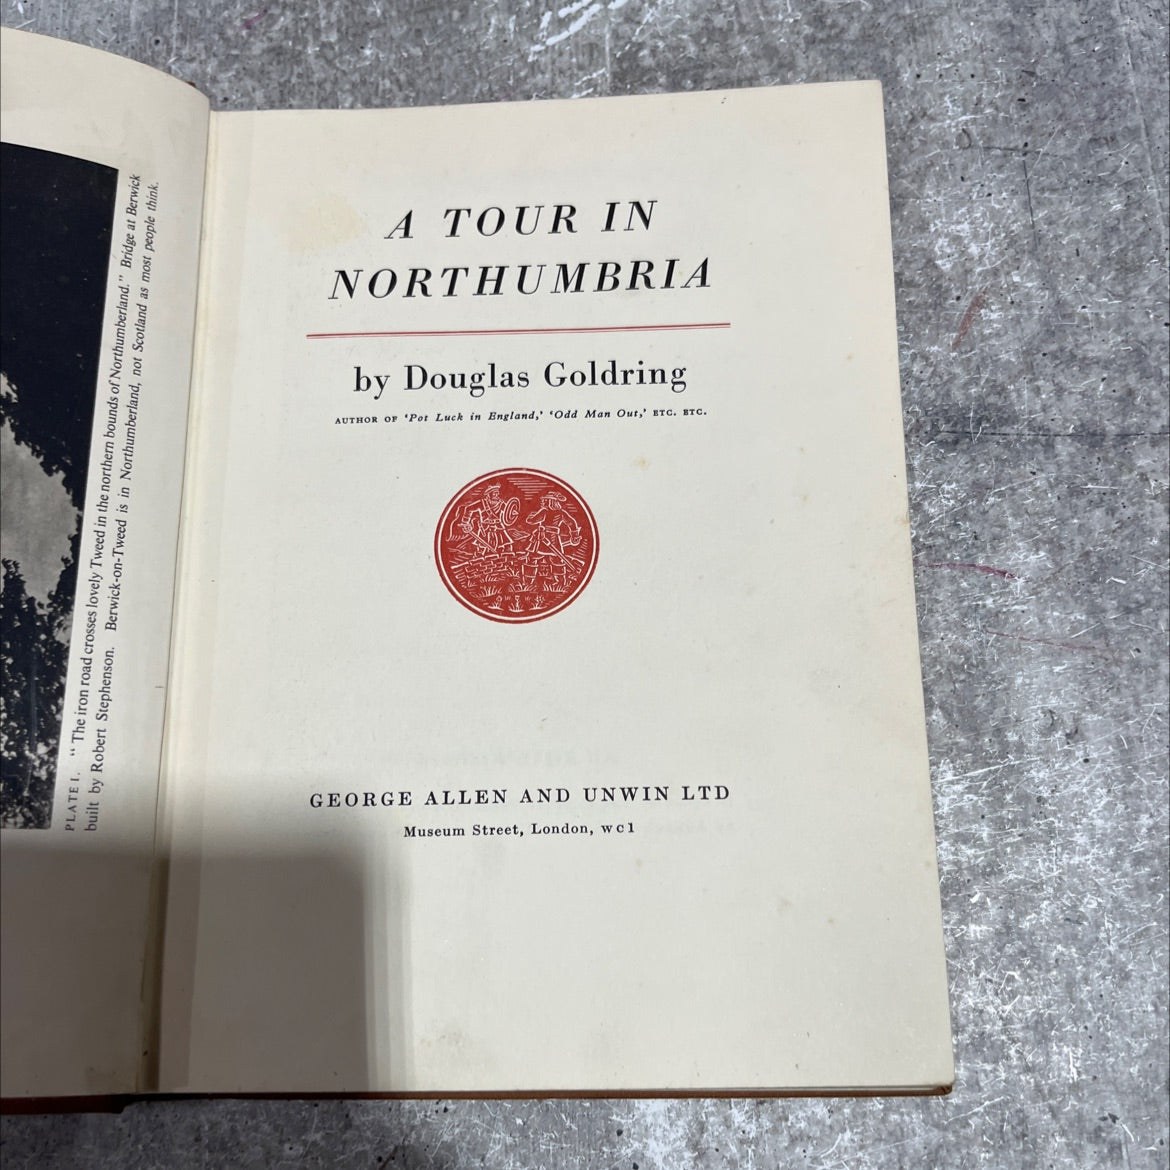 PLATE I. “ The iron road crosses lovely Tweed in the northern bounds of Northumberland.” Bridge at Berwick
built by Robert Stephenson. Berwick-on-Tweed is in Northumberland, not Scotland as most people think.
A TOUR IN
NORTHUMBRIA
by Douglas Goldring
AUTHOR OF ‘Pot Luck in England,’ ‘Odd Man Out,’ ETC. ETC.
GEORGE ALLEN AND UNWIN LTD
Museum Street, London, WC1